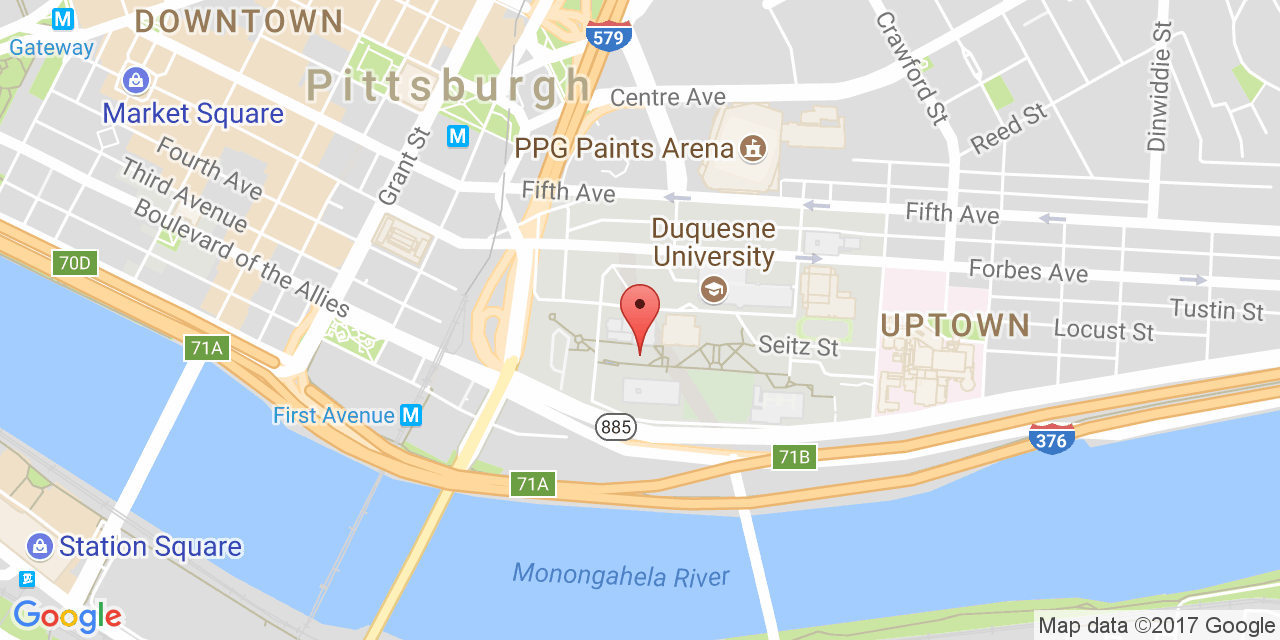 DOWNTOWN
M
Gateway
579
Crawford St
Dinwiddie St
Pittsburgh
Centre Ave
Market Square
Reed St
M
PPG Paints Arena
Fourth Ave
Grant St
Third Avenue
Fifth Ave
Fifth Ave
Boulevard of the Allies
Duquesne
University
70D
Forbes Ave
Tustin St
UPTOWN
Locust St
Seitz St
71A
First Avenue M
885
376
71B
71A
Station Square
Monongahela River
Google
Map data ©2017 Google